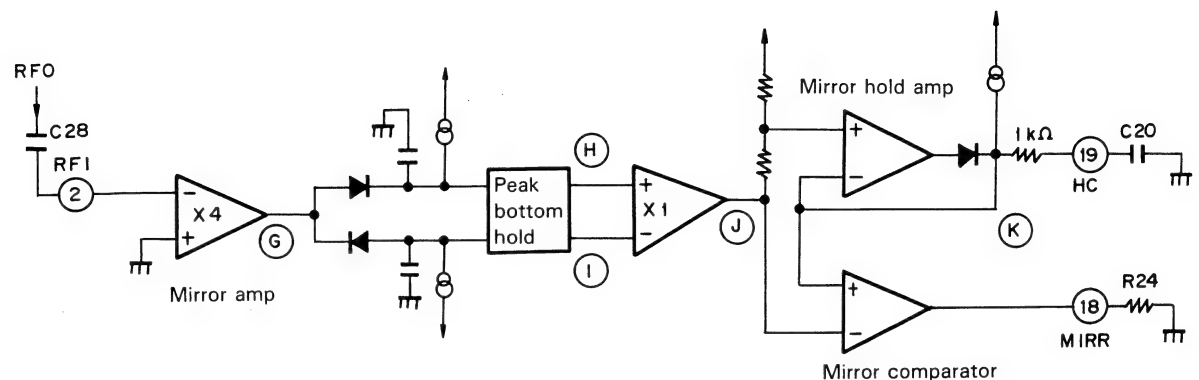 RFO
C28
RFI
2
X4
G
Mirror amp
Peak
bottom
hold
H
I
X1
J
Mirror hold amp
1kΩ
19
HC
C20
K
R24
18
MIRR
Mirror comparator
+
-
+
-
+
-
+
-